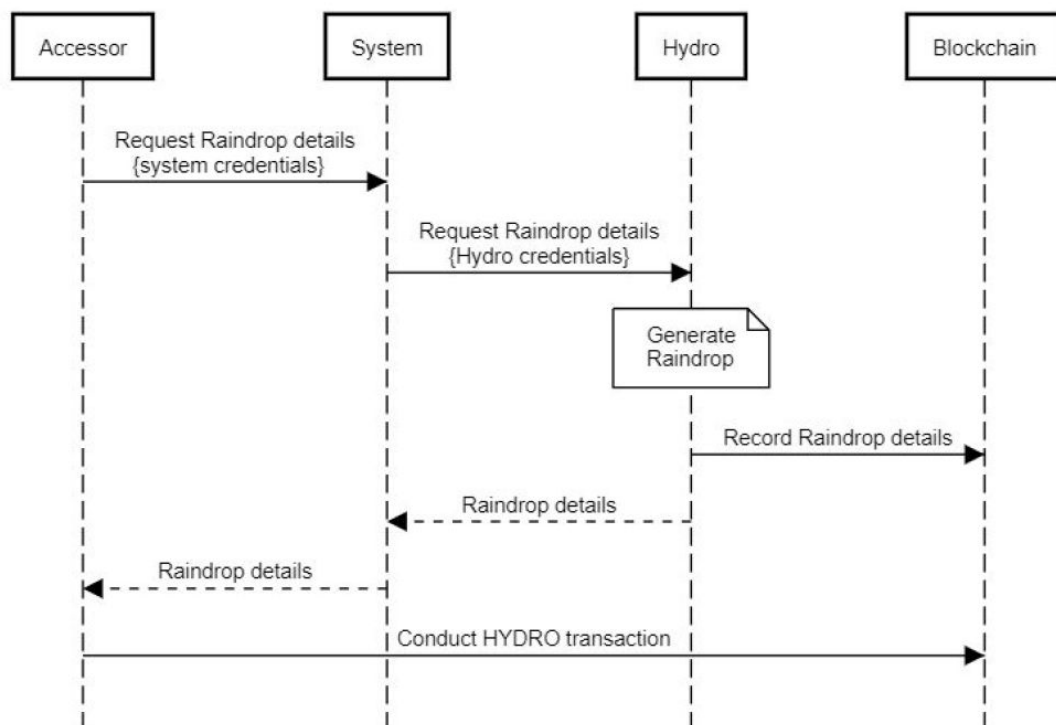 Accessor
System
Hydro
Blockchain
Request Raindrop details
{system credentials}
Request Raindrop details
{Hydro credentials}
Generate
Raindrop
Record Raindrop details
Raindrop details
Raindrop details
Conduct HYDRO transaction